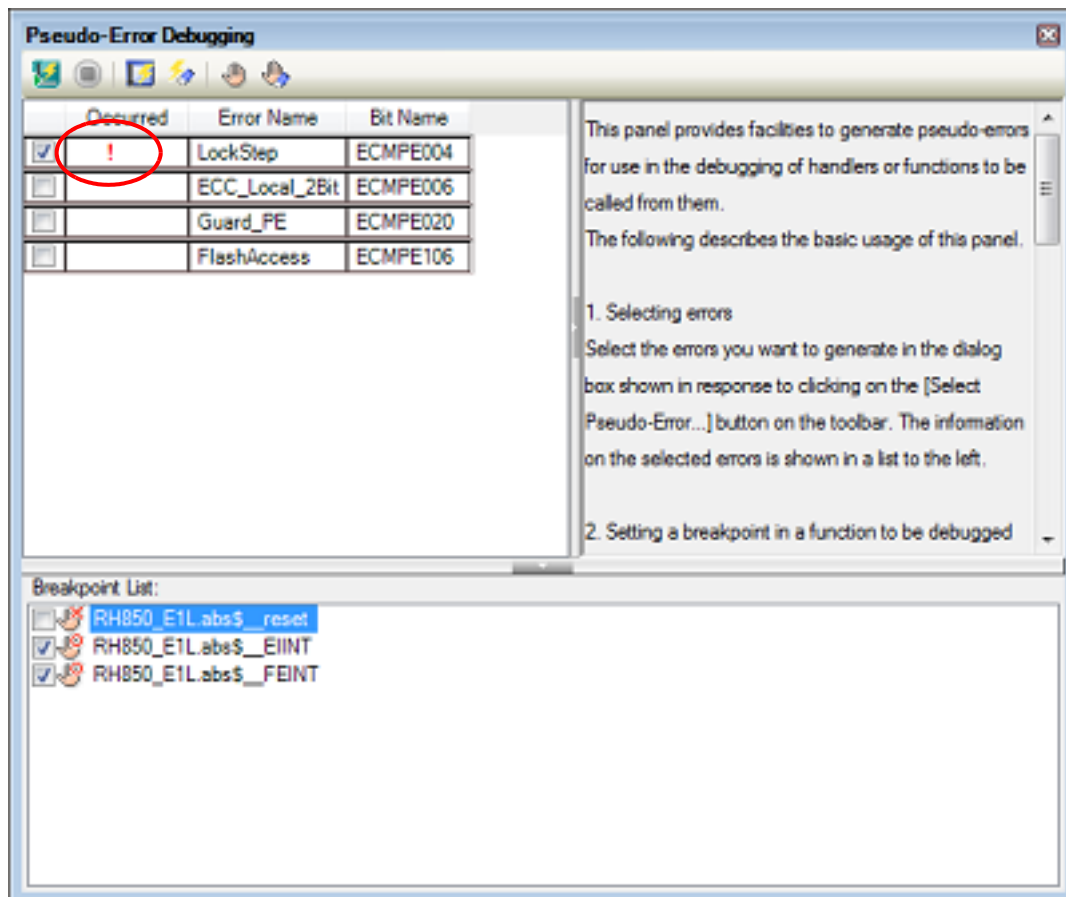 Pseudo-Error Debugging
Occurred Error Name Bit Name
! LockStep ECMPE004
ECC_Local_2Bit ECMPE006
Guard_PE ECMPE020
FlashAccess ECMPE106
This panel provides facilities to generate pseudo-errors
for use in the debugging of handlers or functions to be
called from them.
The following describes the basic usage of this panel.
1. Selecting errors
Select the errors you want to generate in the dialog
box shown in response to clicking on the [Select
Pseudo-Error...] button on the toolbar. The information
on the selected errors is shown in a list to the left.
2. Setting a breakpoint in a function to be debugged
Breakpoint List:
RH850_E1L.abs$__reset
RH850_E1L.abs$__EIINT
RH850_E1L.abs$__FEINT